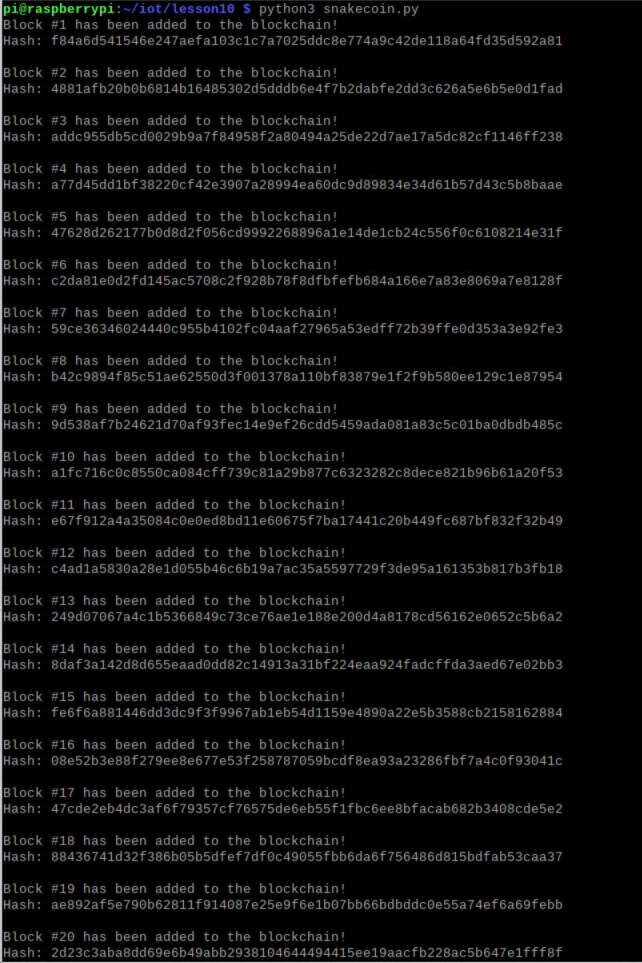 pi@raspberrypi:~/iot/lesson10 $ python3 snakecoin.py
Block #1 has been added to the blockchain!
Hash: f84a6d541546e247aefa103c1c7a7025ddc8e774a9c42de118a64fd35d592a81
Block #2 has been added to the blockchain!
Hash: 4881afb20b0b6814b16485302d5dddb6e4f7b2dabfe2dd3c626a5e6b5e0d1fad
Block #3 has been added to the blockchain!
Hash: addc955db5cd0029b9a7f84958f2a80494a25de22d7ae17a5dc82cf1146ff238
Block #4 has been added to the blockchain!
Hash: a77d45dd1bf38220cf42e3907a28994ea60dc9d89834e34d61b57d43c5b8baae
Block #5 has been added to the blockchain!
Hash: 47628d262177b0d8d2f056cd9992268896a1e14de1cb24c556f0c6108214e31f
Block #6 has been added to the blockchain!
Hash: c2da81e0d2fd145ac5708c2f928b78f8dfbfefb684a166e7a83e8069a7e8128f
Block #7 has been added to the blockchain!
Hash: 59ce36346024440c955b4102fc04aaf27965a53edff72b39ffe0d353a3e92fe3
Block #8 has been added to the blockchain!
Hash: b42c9894f85c51ae62550d3f001378a110bf83879e1f2f9b580ee129c1e87954
Block #9 has been added to the blockchain!
Hash: 9d538af7b24621d70af93fec14e9ef26cdd5459ada081a83c5c01ba0dbdb485c
Block #10 has been added to the blockchain!
Hash: a1fc716c0c8550ca084cff739c81a29b877c6323282c8dece821b96b61a20f53
Block #11 has been added to the blockchain!
Hash: e67f912a4a35084c0e0ed8bd11e60675f7ba17441c20b449fc687bf832f32b49
Block #12 has been added to the blockchain!
Hash: c4ad1a5830a28e1d055b46c6b19a7ac35a5597729f3de95a161353b817b3fb18
Block #13 has been added to the blockchain!
Hash: 249d07067a4c1b5366849c73ce76ae1e188e200d4a8178cd56162e0652c5b6a2
Block #14 has been added to the blockchain!
Hash: 8daf3a142d8d655eaad0dd82c14913a31bf224eaa924fadcffda3aed67e02bb3
Block #15 has been added to the blockchain!
Hash: fe6f6a881446dd3dc9f3f9967ab1eb54d1159e4890a22e5b3588cb2158162884
Block #16 has been added to the blockchain!
Hash: 08e52b3e88f279ee8e677e53f258787059bcdf8ea93a23286fbf7a4c0f93041c
Block #17 has been added to the blockchain!
Hash: 47cde2eb4dc3af6f79357cf76575de6eb55f1fbc6ee8bfacab682b3408cde5e2
Block #18 has been added to the blockchain!
Hash: 88436741d32f386b05b5dfef7df0c49055fbb6da6f756486d815bdfab53caa37
Block #19 has been added to the blockchain!
Hash: ae892af5e790b62811f914087e25e9f6e1b07bb66bdbddc0e55a74ef6a69febb
Block #20 has been added to the blockchain!
Hash: 2d23c3aba8dd69e6b49abb2938104644494415ee19aacfb228ac5b647e1fff8f